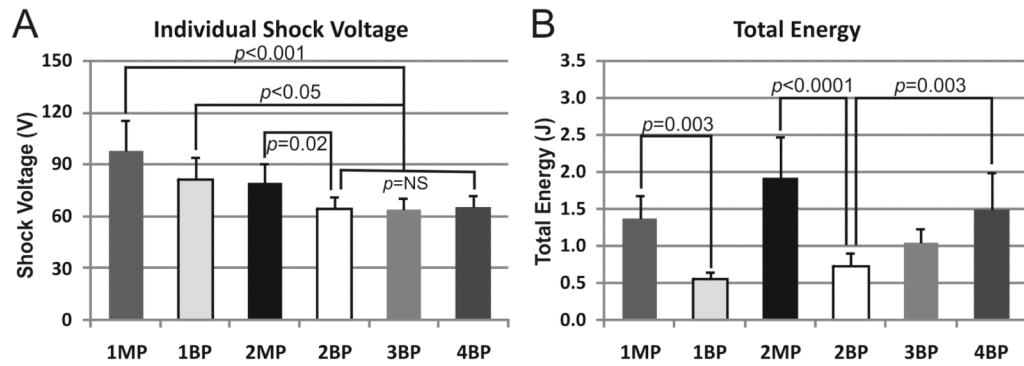 A
Individual Shock Voltage
Shock Voltage (V)
150
120
90
60
30
0
p<0.001
p<0.05
p=0.02
p=NS
1MP 1BP 2MP 2BP 3BP 4BP
B
Total Energy
Total Energy (J)
3.5
3.0
2.5
2.0
1.5
1.0
0.5
0.0
p<0.0001
p=0.003
p=0.003
1MP 1BP 2MP 2BP 3BP 4BP